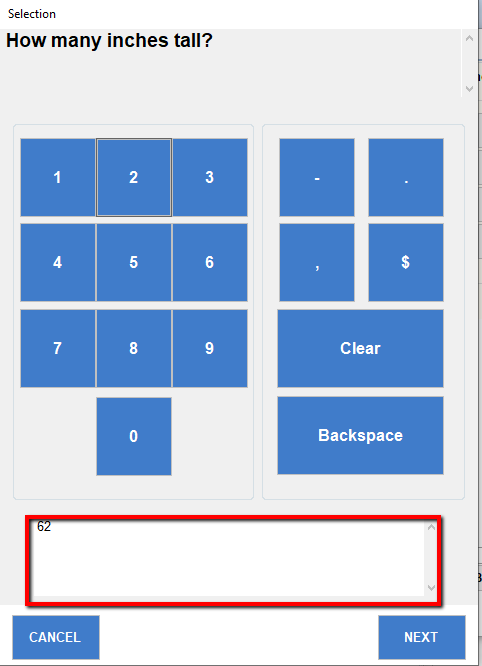 Selection
How many inches tall?
1 2 3 - .
4 5 6 , $
7 8 9 Clear
0 Backspace
62
CANCEL NEXT